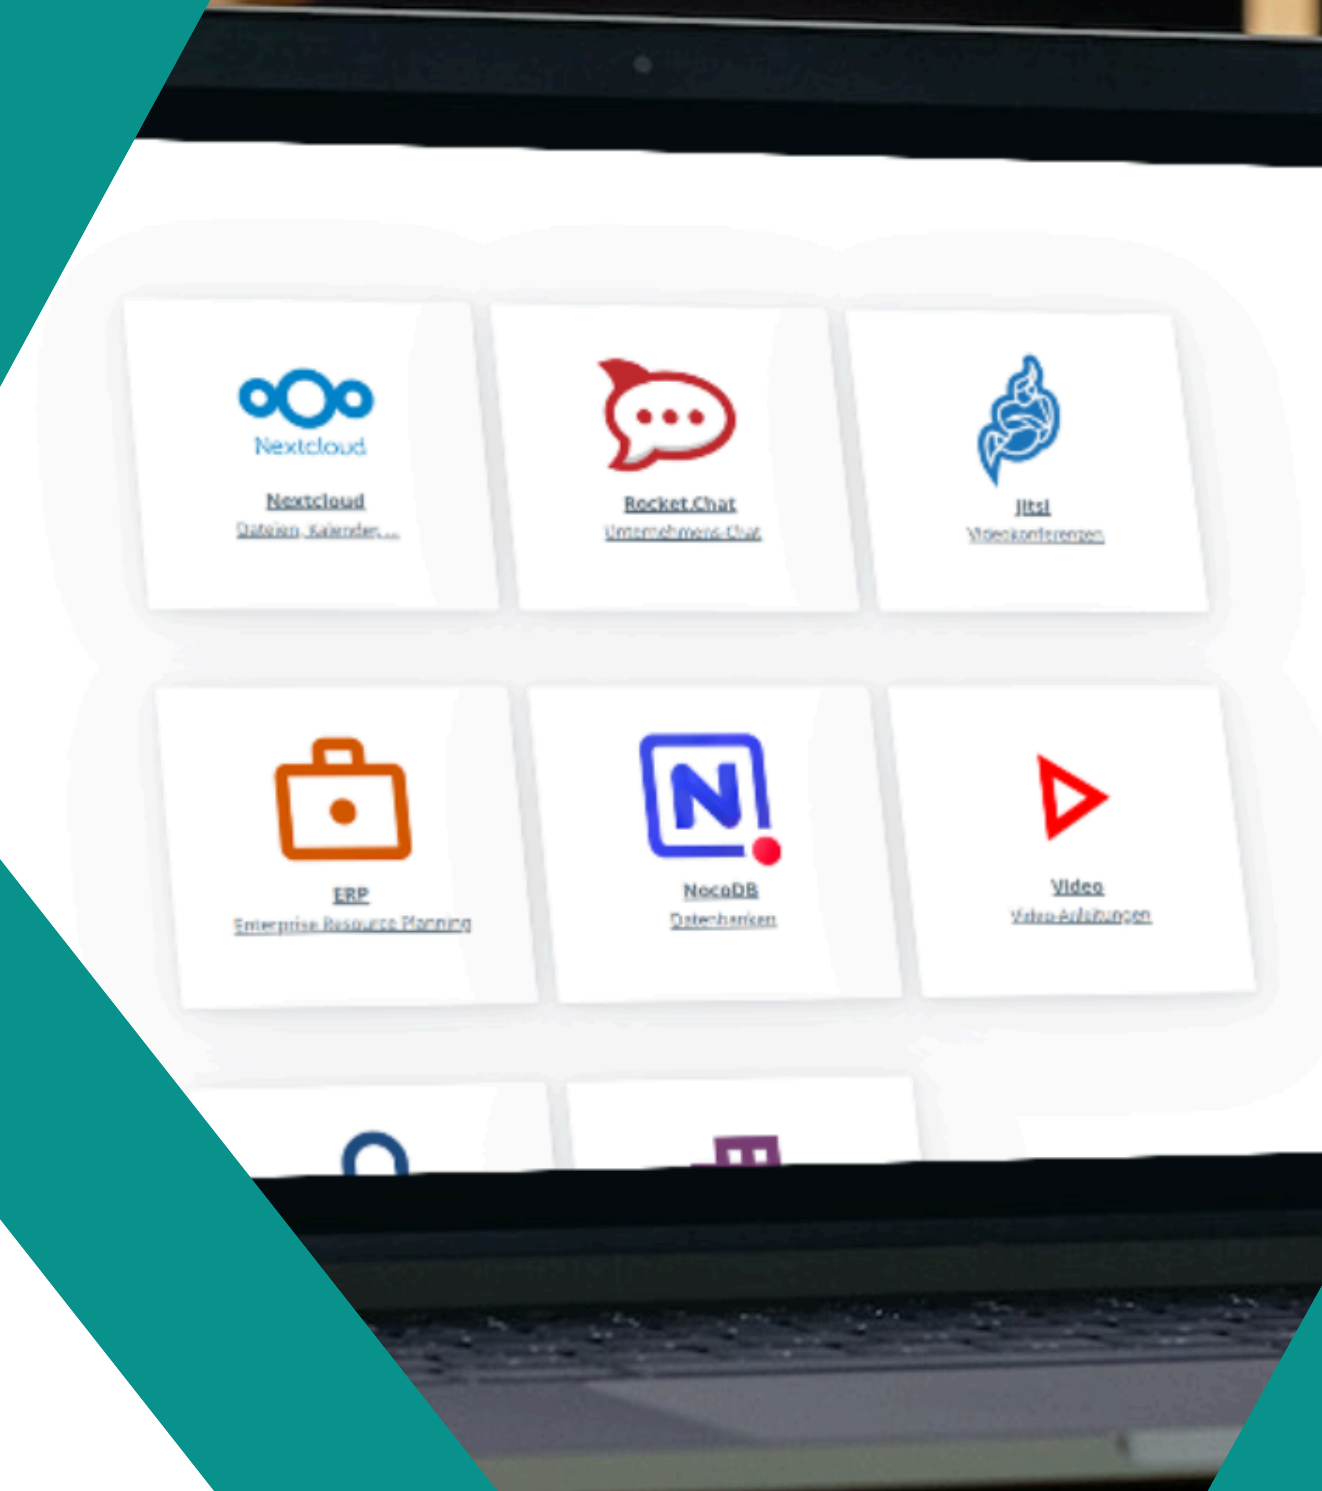 Nextcloud
Nextcloud
Dateien, Kalender, ...
Rocket.Chat
Unternehmens-Chat
Jitsi
Videokonferenzen
ERP
Enterprise Resource Planning
N
NocoDB
Datenbanken
Video
Video-Anleitungen